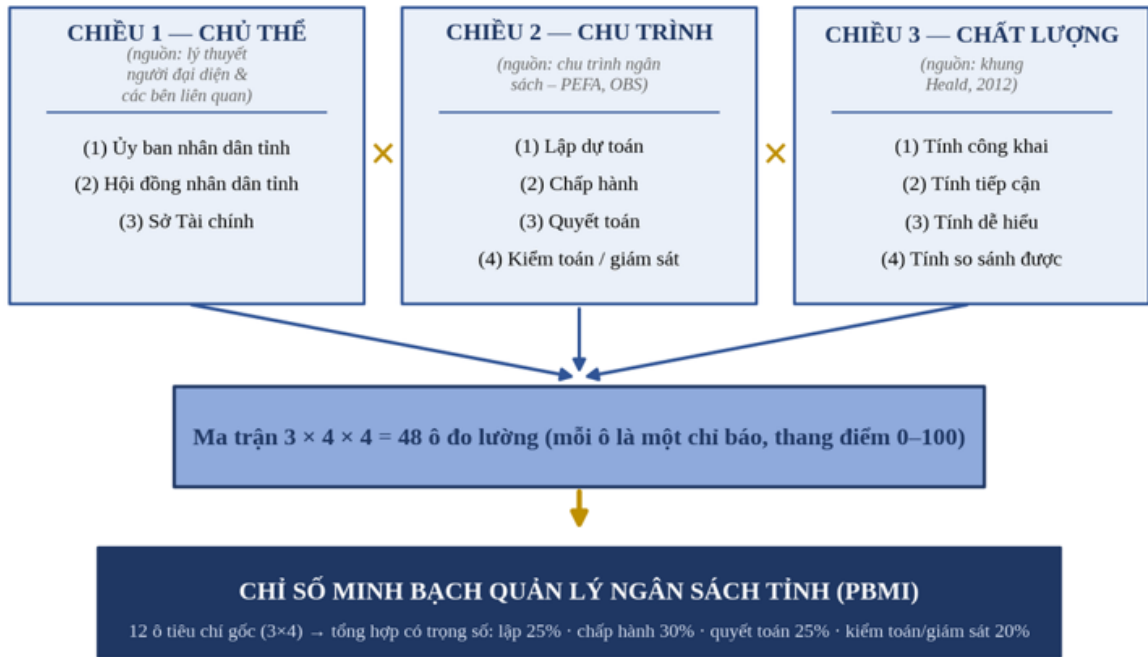 CHIỀU 1 — CHỦ THỂ
(nguồn: lý thuyết
người đại diện &
các bên liên quan)
(1) Ủy ban nhân dân tỉnh
(2) Hội đồng nhân dân tỉnh
(3) Sở Tài chính
×
CHIỀU 2 — CHU TRÌNH
(nguồn: chu trình ngân
sách – PEFA, OBS)
(1) Lập dự toán
(2) Chấp hành
(3) Quyết toán
(4) Kiểm toán / giám sát
×
CHIỀU 3 — CHẤT LƯỢNG
(nguồn: khung
Heald, 2012)
(1) Tính công khai
(2) Tính tiếp cận
(3) Tính dễ hiểu
(4) Tính so sánh được
Ma trận 3 × 4 × 4 = 48 ô đo lường (mỗi ô là một chỉ báo, thang điểm 0–100)
CHỈ SỐ MINH BẠCH QUẢN LÝ NGÂN SÁCH TỈNH (PBMI)
12 ô tiêu chí gốc (3×4) → tổng hợp có trọng số: lập 25% · chấp hành 30% · quyết toán 25% · kiểm toán/giám sát 20%